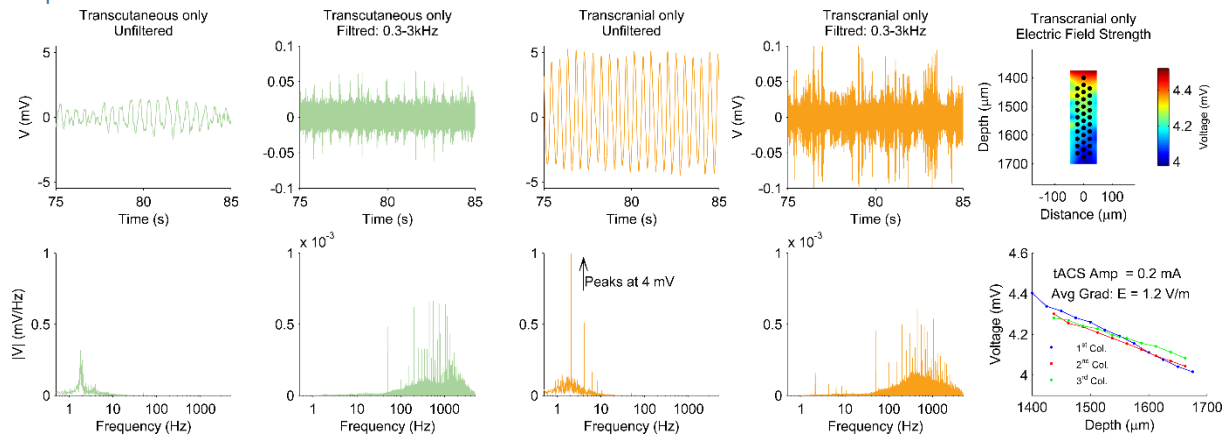 Transcutaneous only
Unfiltered
5
0
-5
V (mV)
75
80
85
Time (s)
Transcutaneous only
Filtred: 0.3-3kHz
0.1
0.05
0
-0.05
-0.1
75
80
85
Time (s)
Transcranial only
Unfiltered
5
0
-5
V (mV)
75
80
85
Time (s)
Transcranial only
Filtred: 0.3-3kHz
0.1
0.05
0
-0.05
-0.1
75
80
85
Time (s)
Transcranial only
Electric Field Strength
1400
1500
1600
1700
Depth (μm)
-100
0
100
Distance (μm)
4.4
4.2
4
Voltage (mV)
1
0.5
0
|V| (mV/Hz)
1
10
100
1000
Frequency (Hz)
x 10⁻³
1
0.5
0
1
10
100
1000
Frequency (Hz)
1
0.5
0
Peaks at 4 mV
1
10
100
1000
Frequency (Hz)
x 10⁻³
1
0.5
0
1
10
100
1000
Frequency (Hz)
4.6
4.4
4.2
4
Voltage (mV)
tACS Amp = 0.2 mA
Avg Grad: E = 1.2 V/m
1st Col.
2nd Col.
3rd Col.
1400
1500
1600
1700
Depth (μm)